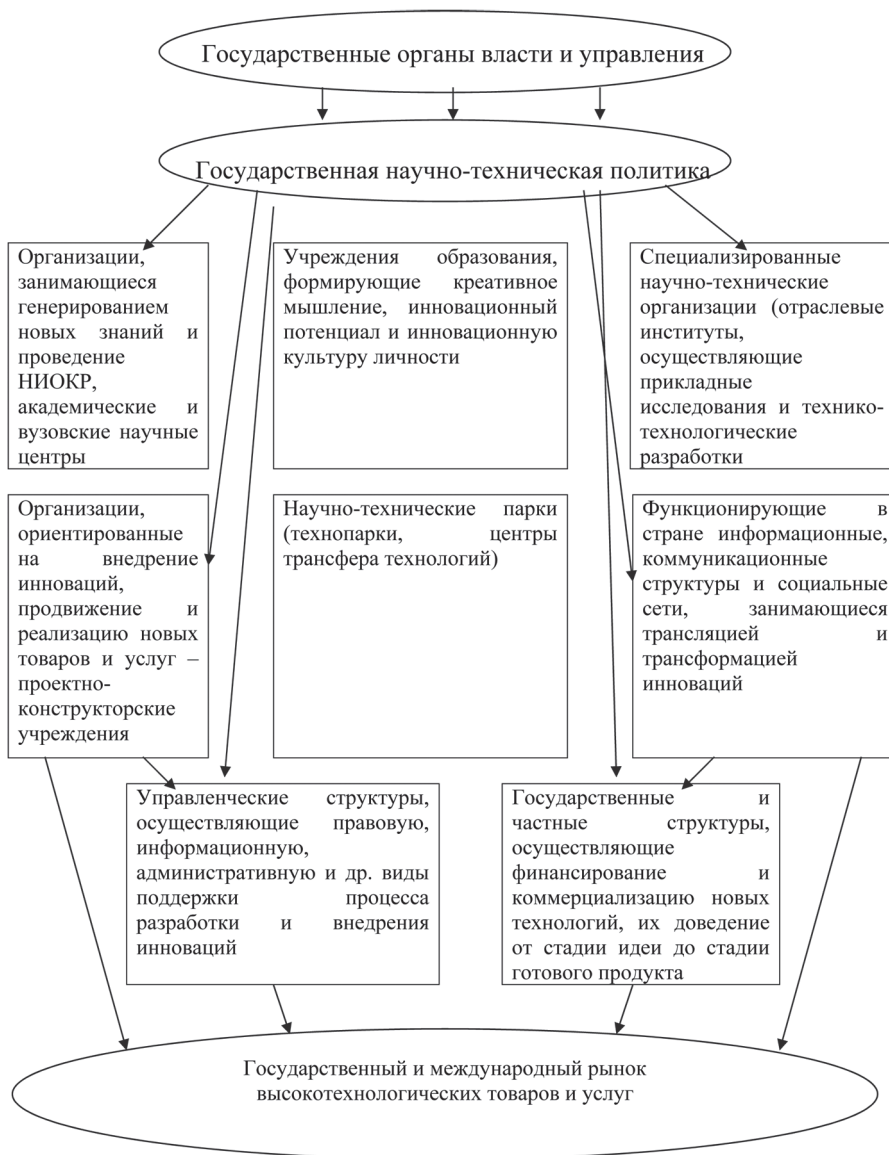 Государственные органы власти и управления
Государственная научно-техническая политика
Организации,
занимающиеся
генерированием
новых знаний и
проведение
НИОКР,
академические и
вузовские научные
центры
Учреждения образования,
формирующие креативное
мышление, инновационный
потенциал и инновационную
культуру личности
Специализированные
научно-технические
организации (отраслевые
институты,
осуществляющие
прикладные
исследования и технико-
технологические
разработки
Организации,
ориентированные
на внедрение
инноваций,
продвижение и
реализацию новых
товаров и услуг –
проектно-
конструкторские
учреждения
Научно-технические парки
(технопарки, центры
трансфера технологий)
Функционирующие в
стране информационные,
коммуникационные
структуры и социальные
сети, занимающиеся
трансляцией и
трансформацией
инноваций
Управленческие структуры,
осуществляющие правовую,
информационную,
административную и др. виды
поддержки процесса
разработки и внедрения
инноваций
Государственные и
частные структуры,
осуществляющие
финансирование и
коммерциализацию новых
технологий, их доведение
от стадии идеи до стадии
готового продукта
Государственный и международный рынок
высокотехнологических товаров и услуг